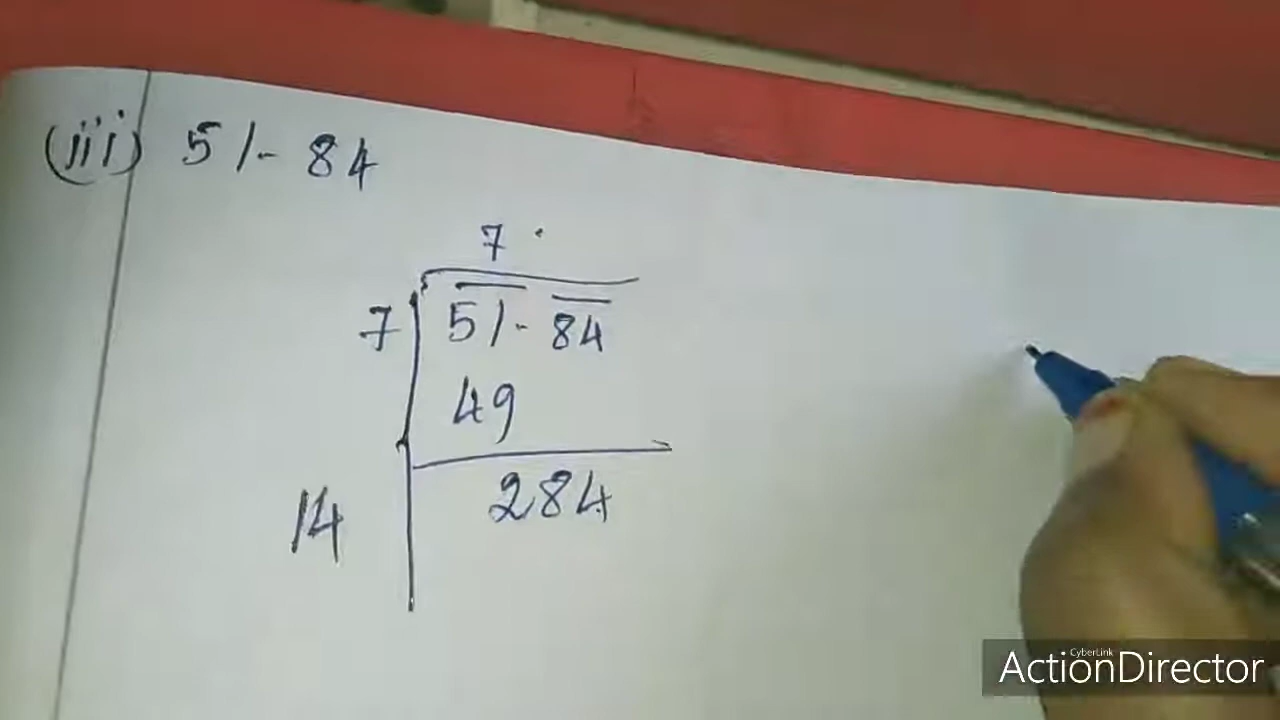 (iii) 51.84
7 .
7 51.84
49
14 284
CyberLink
ActionDirector